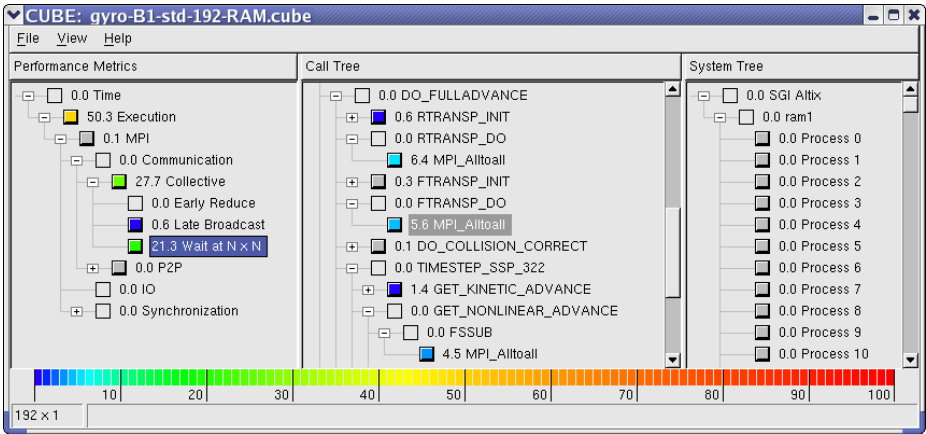 CUBE: gyro-B1-std-192-RAM.cube
File View Help
Performance Metrics
0.0 Time
50.3 Execution
0.1 MPI
0.0 Communication
27.7 Collective
0.0 Early Reduce
0.6 Late Broadcast
21.3 Wait at N x N
0.0 P2P
0.0 IO
0.0 Synchronization
Call Tree
0.0 DO_FULLADVANCE
0.6 RTRANSP_INIT
0.0 RTRANSP_DO
6.4 MPI_Alltoall
0.3 FTRANSP_INIT
0.0 FTRANSP_DO
5.6 MPI_Alltoall
0.1 DO_COLLISION_CORRECT
0.0 TIMESTEP_SSP_322
1.4 GET_KINETIC_ADVANCE
0.0 GET_NONLINEAR_ADVANCE
0.0 FSSUB
4.5 MPI_Alltoall
System Tree
0.0 SGI Altix
0.0 ram1
0.0 Process 0
0.0 Process 1
0.0 Process 2
0.0 Process 3
0.0 Process 4
0.0 Process 5
0.0 Process 6
0.0 Process 7
0.0 Process 8
0.0 Process 9
0.0 Process 10
10 20 30 40 50 60 70 80 90 100
192 x 1